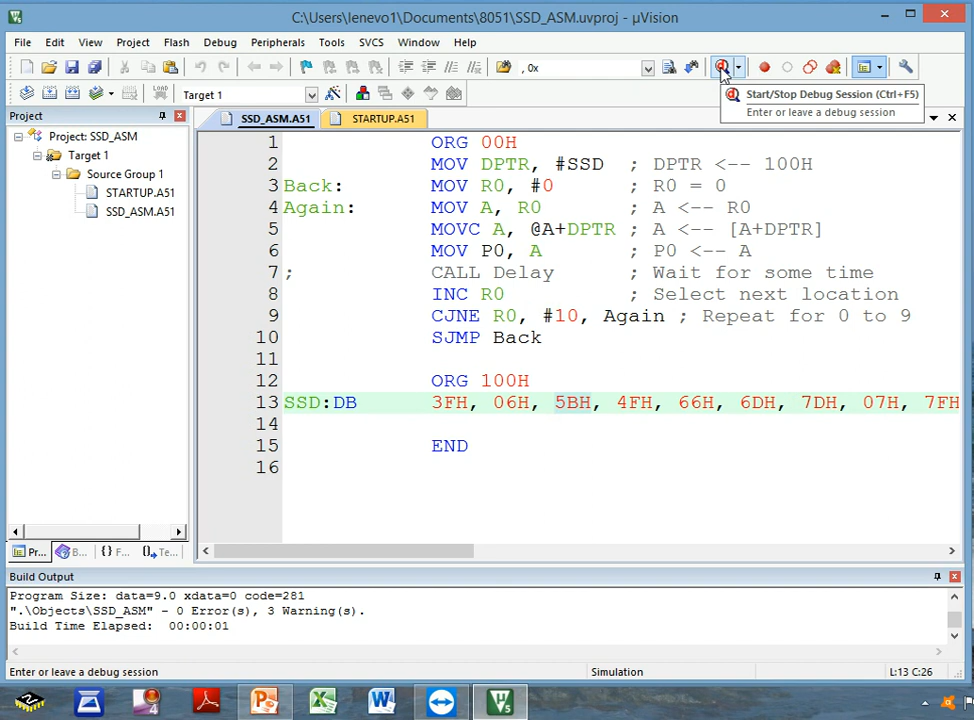 C:\Users\lenevo1\Documents\8051\SSD_ASM.uvproj - µVision
File Edit View Project Flash Debug Peripherals Tools SVCS Window Help
, 0x
LOAD Target 1
Start/Stop Debug Session (Ctrl+F5)
Enter or leave a debug session
Project
Project: SSD_ASM
Target 1
Source Group 1
STARTUP.A51
SSD_ASM.A51
Pr... B... {} F... Te...
SSD_ASM.A51 STARTUP.A51
1 ORG 00H
2 MOV DPTR, #SSD ; DPTR <-- 100H
3 Back: MOV R0, #0 ; R0 = 0
4 Again: MOV A, R0 ; A <-- R0
5 MOVC A, @A+DPTR ; A <-- [A+DPTR]
6 MOV P0, A ; P0 <-- A
7 ; CALL Delay ; Wait for some time
8 INC R0 ; Select next location
9 CJNE R0, #10, Again ; Repeat for 0 to 9
10 SJMP Back
11
12 ORG 100H
13 SSD:DB 3FH, 06H, 5BH, 4FH, 66H, 6DH, 7DH, 07H, 7FH
14
15 END
16
Build Output
Program Size: data=9.0 xdata=0 code=281
".\Objects\SSD_ASM" - 0 Error(s), 3 Warning(s).
Build Time Elapsed: 00:00:01
Enter or leave a debug session Simulation L:13 C:26